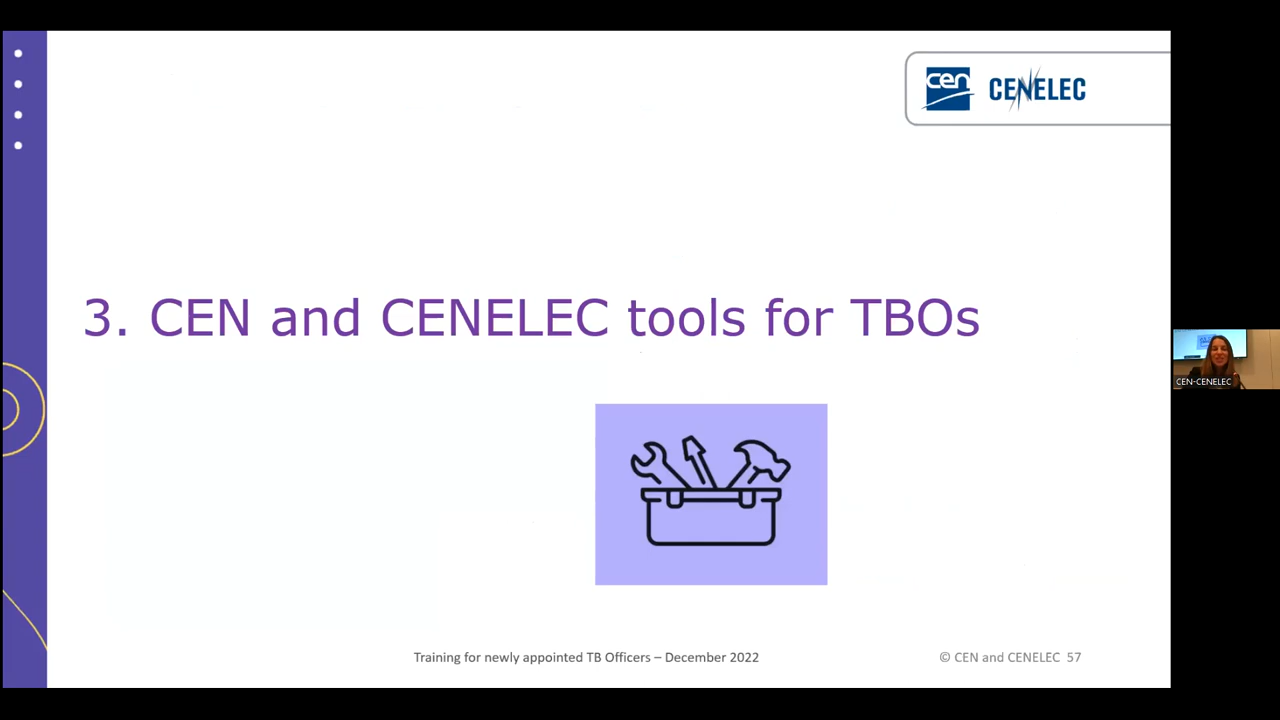 cen CENELEC
3. CEN and CENELEC tools for TBOs
CEN-CENELEC
Training for newly appointed TB Officers – December 2022
© CEN and CENELEC 57